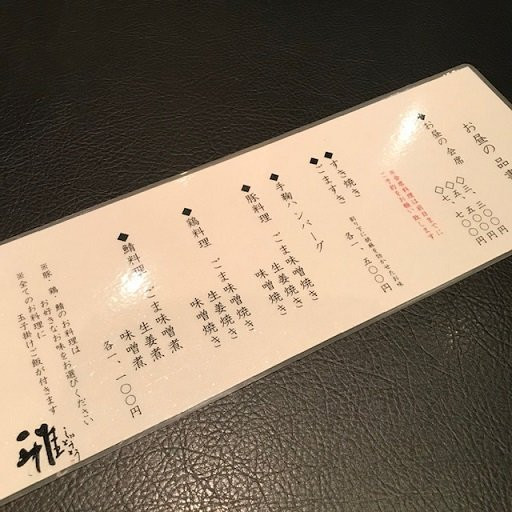 お昼の品書
◆お昼の 会席
三、〇〇〇円
◇五、〇〇〇円
◇七、〇〇〇円
◆すき焼き
◆ごますき
各一、五〇〇円
◆手鞠ハンバーグ
◆豚料理 ごま味噌焼き
生姜焼き
味噌焼き
◆鶏料理 ごま味噌焼き
生姜焼き
味噌焼き
◆鯖料理 ごま味噌煮
生姜煮
味噌煮
各一、一〇〇円
※豚 鶏 鯖のお料理は
お好きなお味をお選びください
※全てのお料理に
玉子掛けご飯が付きます
雅